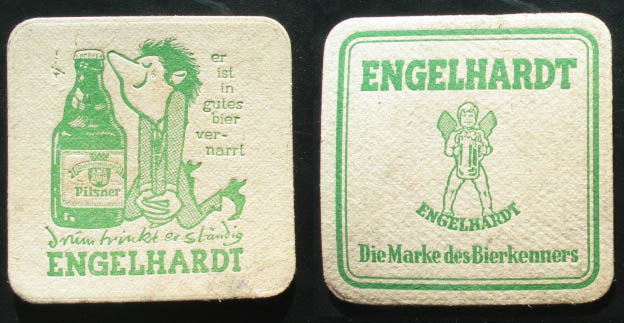 er
ist
in
gutes
bier
ver-
narrt
Pilsner
drum trinkt er ständig
ENGELHARDT
ENGELHARDT
ENGELHARDT
Die Marke des Bierkenners